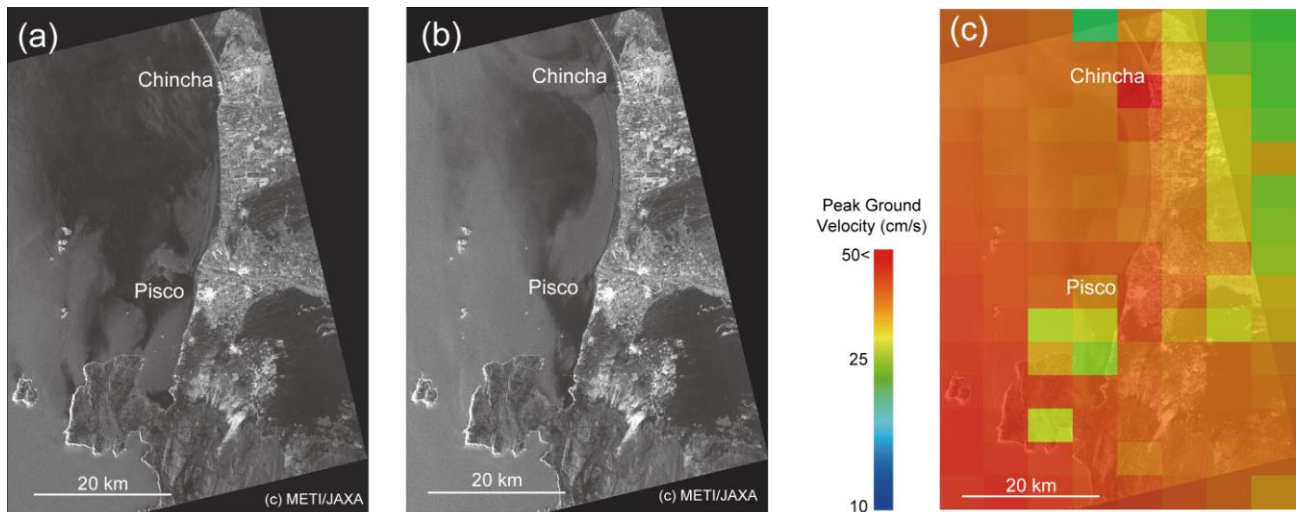 (a)
Chincha
Pisco
20 km
(c) METI/JAXA
(b)
Chincha
Pisco
20 km
(c) METI/JAXA
Peak Ground
Velocity (cm/s)
50<
25
10
(c)
Chincha
Pisco
20 km